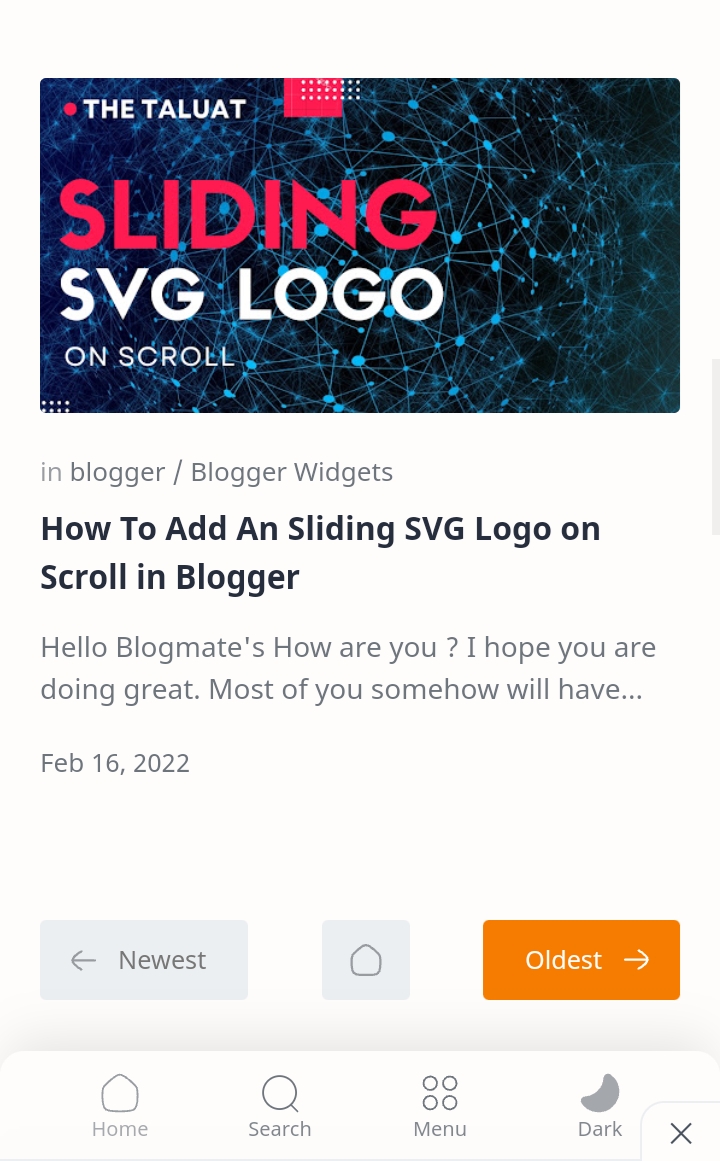 THE TALUAT
SLIDING
SVG LOGO
ON SCROLL
in blogger / Blogger Widgets
How To Add An Sliding SVG Logo on
Scroll in Blogger
Hello Blogmate's How are you ? I hope you are
doing great. Most of you somehow will have...
Feb 16, 2022
Newest
Oldest
Home
Search
Menu
Dark